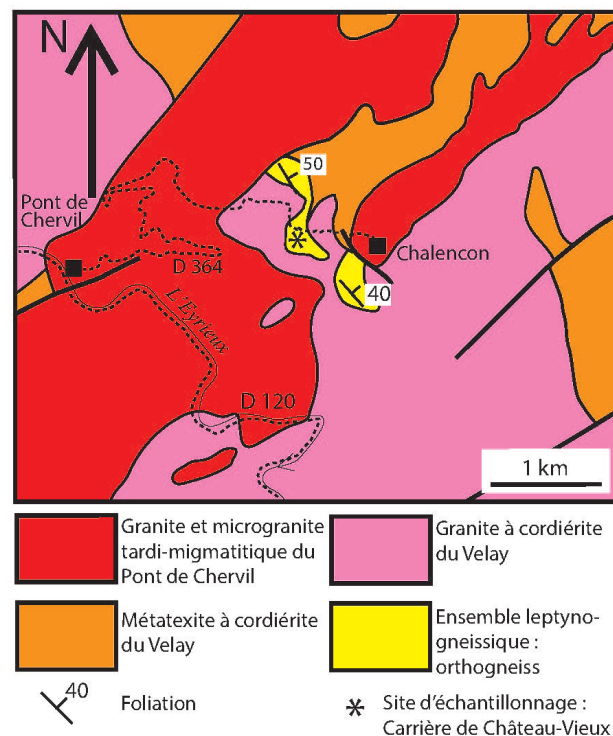 N
50
Pont de
Chervil
Chalencon
D 364
40
L'Eyrieux
D 120
1 km
Granite et microgranite
tardi-migmatitique du
Pont de Chervil
Granite à cordiérite
du Velay
Métatexite à cordiérite
du Velay
Ensemble leptyno-
gneissique :
orthogneiss
40
Foliation
Site d'échantillonnage :
Carrière de Château-Vieux